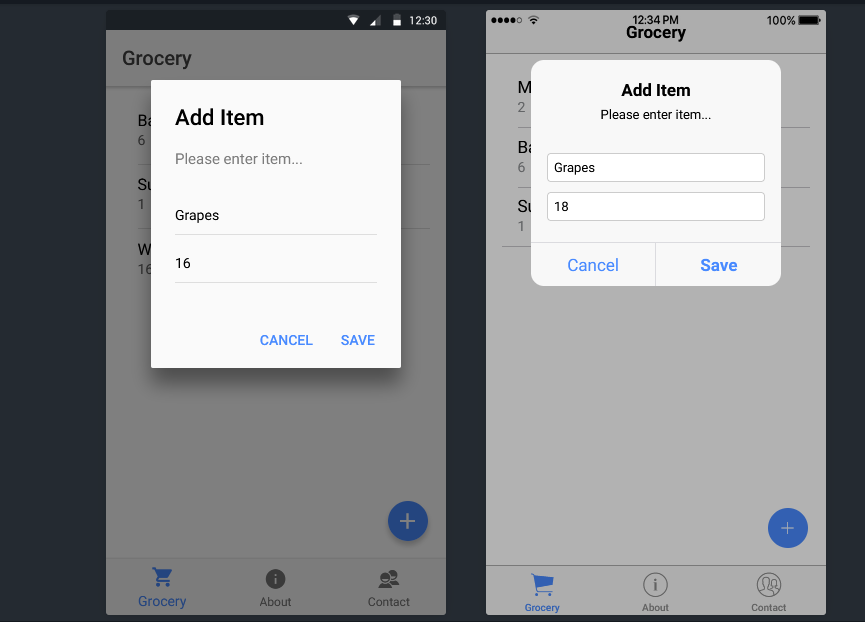 12:30
Grocery
Ba
6
Su
1
W
16
Add Item
Please enter item...
Grapes
16
CANCEL SAVE
Grocery About Contact
12:34 PM 100%
Grocery
M
2
Ba
6
Su
1
Add Item
Please enter item...
Grapes
18
Cancel Save
Grocery About Contact